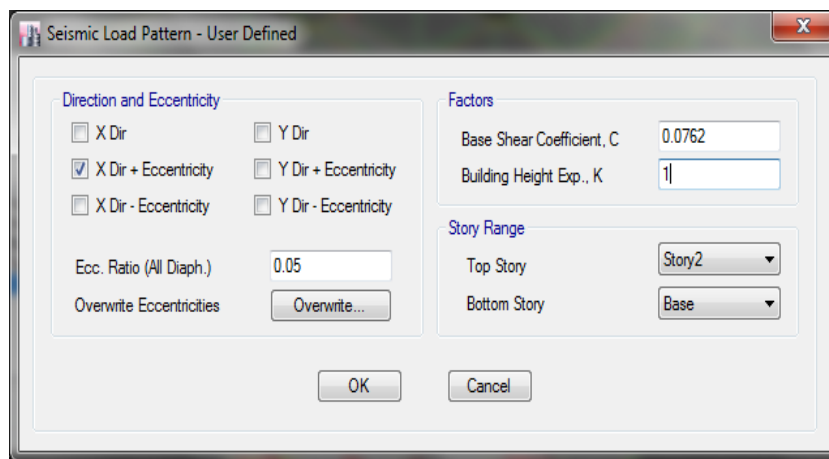 Seismic Load Pattern - User Defined
Direction and Eccentricity
X Dir
Y Dir
X Dir + Eccentricity
Y Dir + Eccentricity
X Dir - Eccentricity
Y Dir - Eccentricity
Ecc. Ratio (All Diaph.)
0.05
Overwrite Eccentricities
Overwrite...
Factors
Base Shear Coefficient, C
0.0762
Building Height Exp., K
1
Story Range
Top Story
Story2
Bottom Story
Base
OK
Cancel